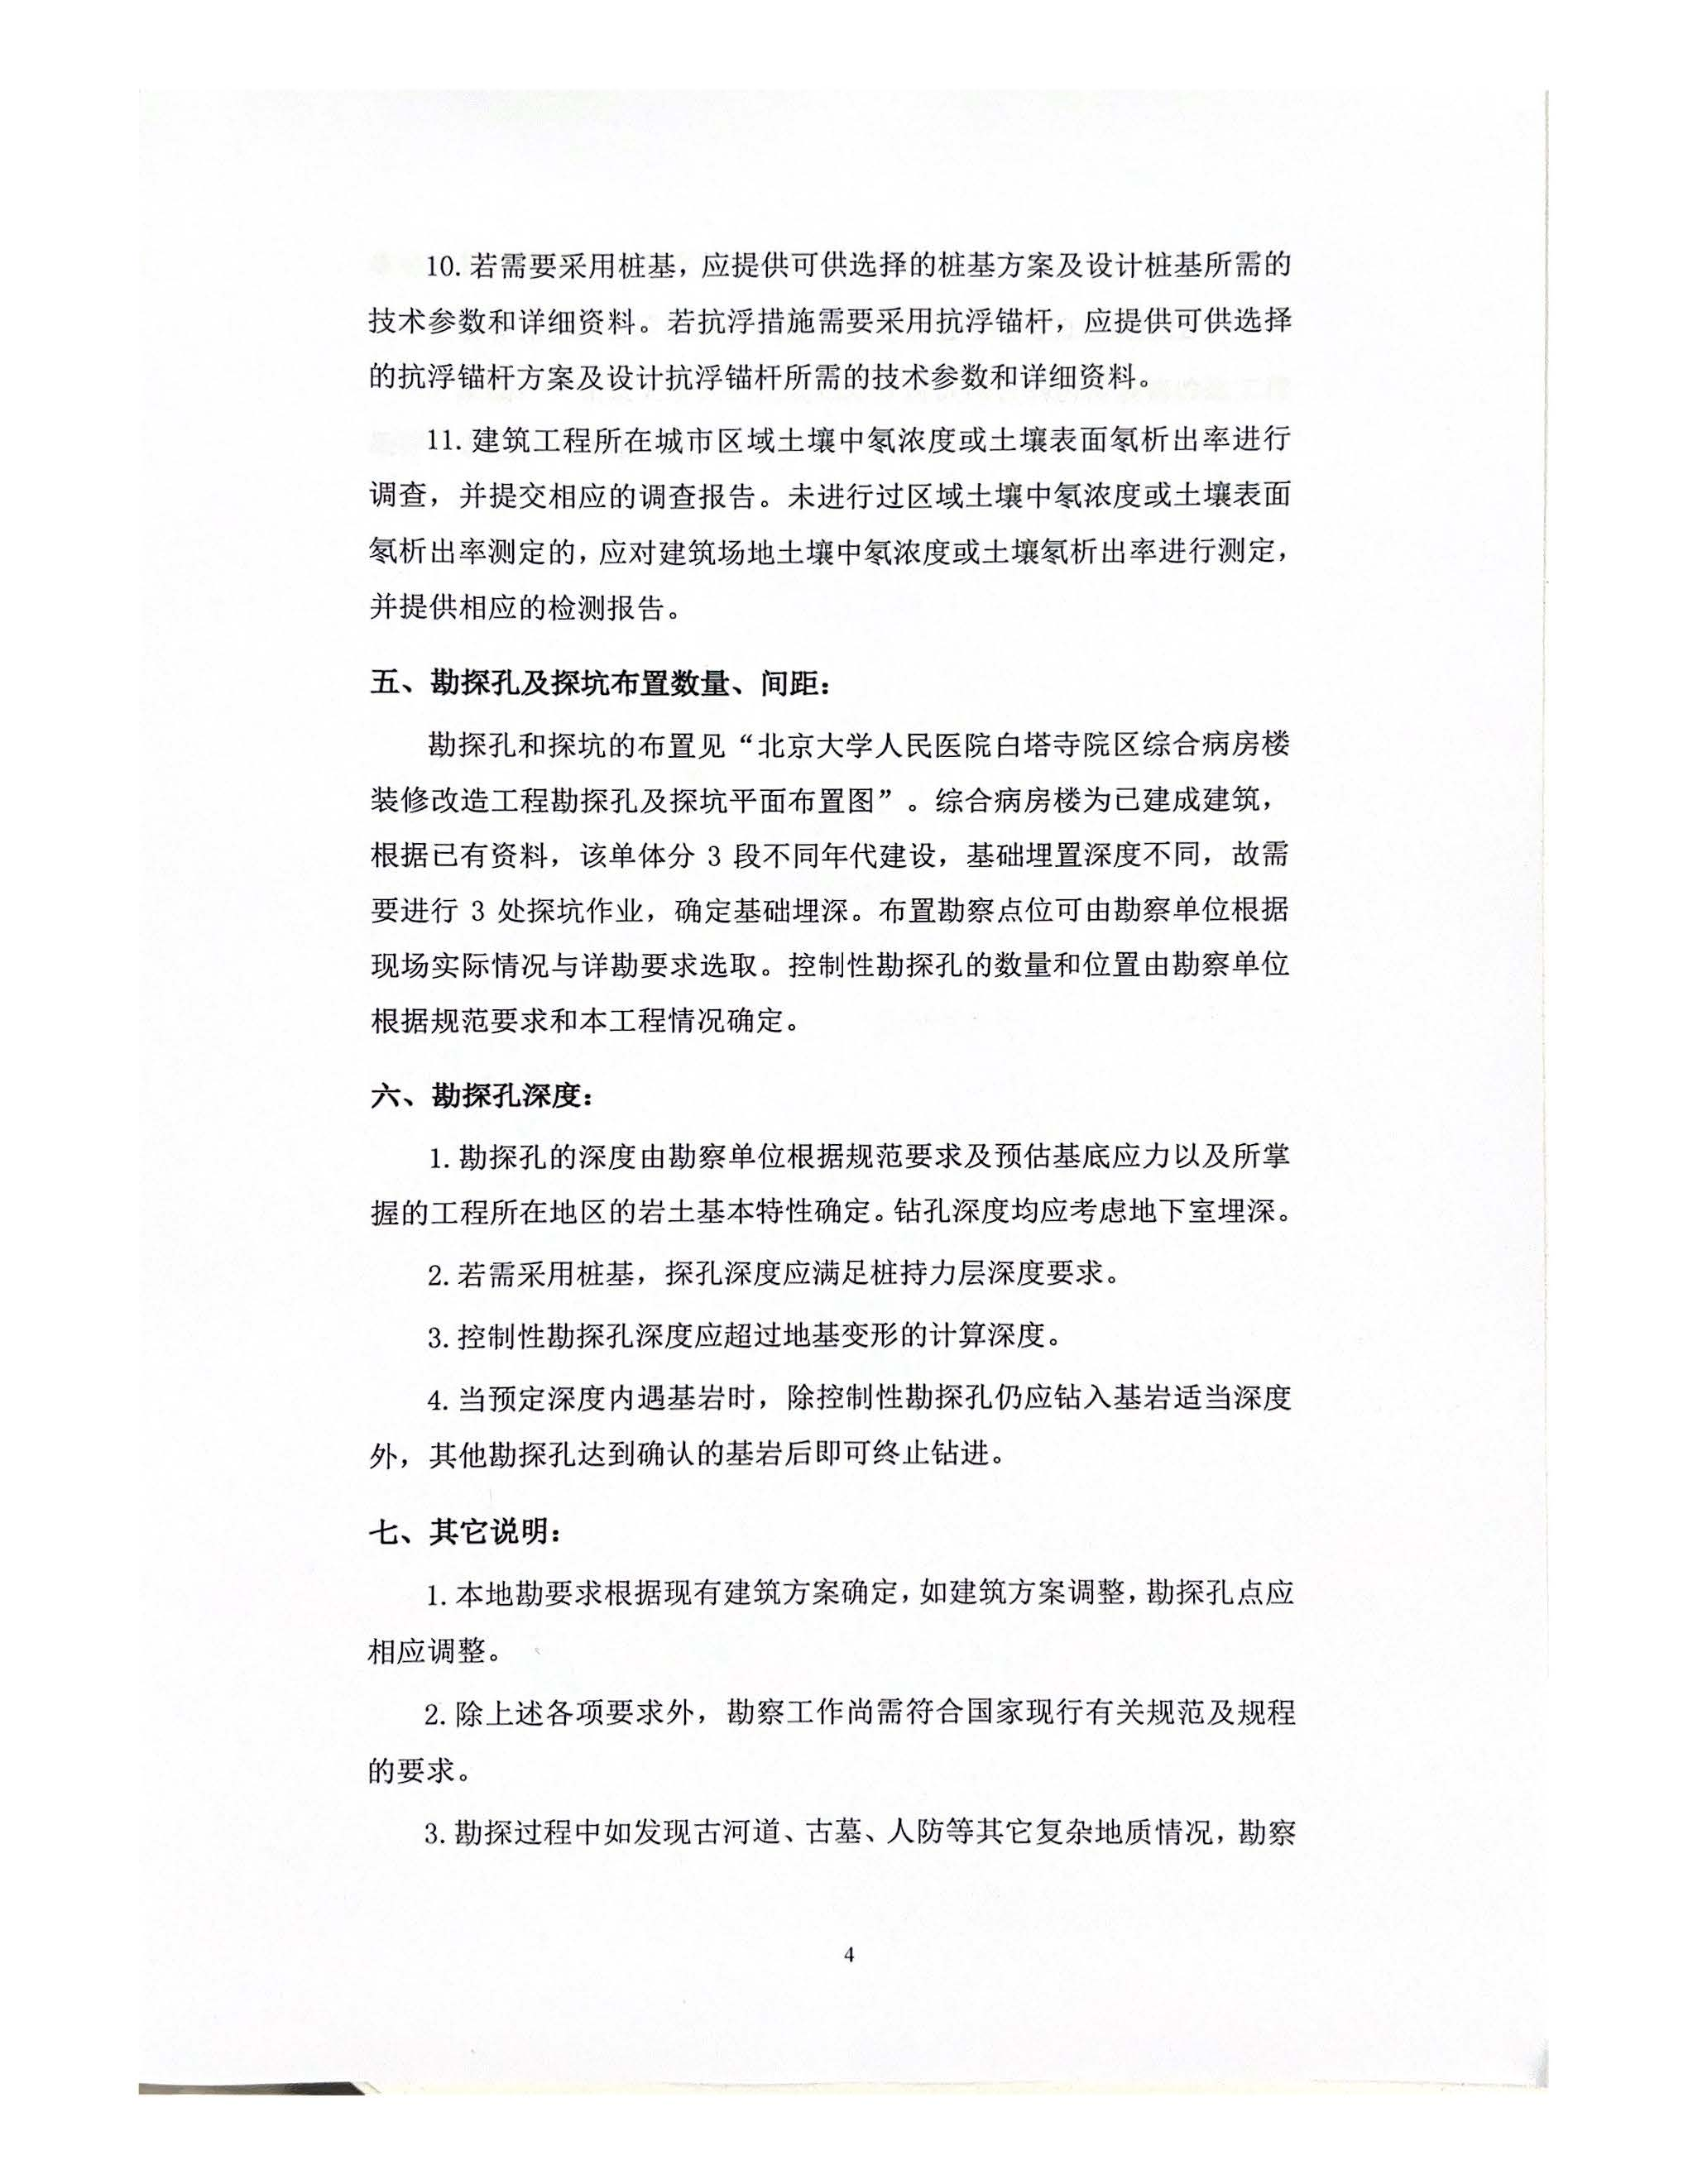 10. 若需要采用桩基，应提供可供选择的桩基方案及设计桩基所需的
技术参数和详细资料。若抗浮措施需要采用抗浮锚杆，应提供可供选择
的抗浮锚杆方案及设计抗浮锚杆所需的技术参数和详细资料。
11. 建筑工程所在城市区域土壤中氡浓度或土壤表面氡析出率进行
调查，并提交相应的调查报告。未进行过区域土壤中氡浓度或土壤表面
氡析出率测定的，应对建筑场地土壤中氡浓度或土壤氡析出率进行测定，
并提供相应的检测报告。
五、勘探孔及探坑布置数量、间距：
勘探孔和探坑的布置见“北京大学人民医院白塔寺院区综合病房楼
装修改造工程勘探孔及探坑平面布置图”。综合病房楼为已建成建筑，
根据已有资料，该单体分 3 段不同年代建设，基础埋置深度不同，故需
要进行 3 处探坑作业，确定基础埋深。布置勘察点位可由勘察单位根据
现场实际情况与详勘要求选取。控制性勘探孔的数量和位置由勘察单位
根据规范要求和本工程情况确定。
六、勘探孔深度：
1. 勘探孔的深度由勘察单位根据规范要求及预估基底应力以及所掌
握的工程所在地区的岩土基本特性确定。钻孔深度均应考虑地下室埋深。
2. 若需采用桩基，探孔深度应满足桩持力层深度要求。
3. 控制性勘探孔深度应超过地基变形的计算深度。
4. 当预定深度内遇基岩时，除控制性勘探孔仍应钻入基岩适当深度
外，其他勘探孔达到确认的基岩后即可终止钻进。
七、其它说明：
1. 本地勘要求根据现有建筑方案确定，如建筑方案调整，勘探孔点应
相应调整。
2. 除上述各项要求外，勘察工作尚需符合国家现行有关规范及规程
的要求。
3. 勘探过程中如发现古河道、古墓、人防等其它复杂地质情况，勘察
4